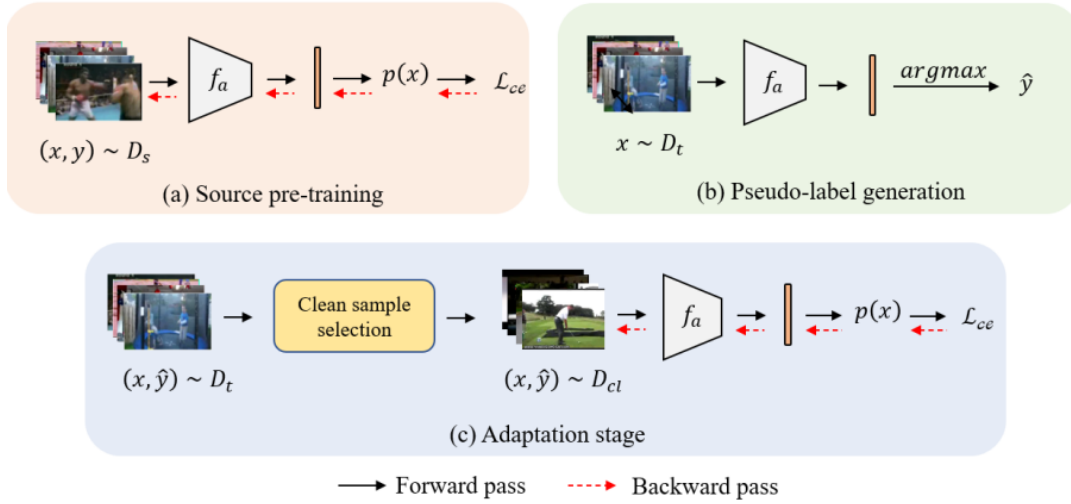 f_a
p(x)
ℒ_ce
(x, y) ~ D_s
(a) Source pre-training
f_a
argmax
ŷ
x ~ D_t
(b) Pseudo-label generation
Clean sample
selection
f_a
p(x)
ℒ_ce
(x, ŷ) ~ D_t
(x, ŷ) ~ D_cl
(c) Adaptation stage
Forward pass
Backward pass